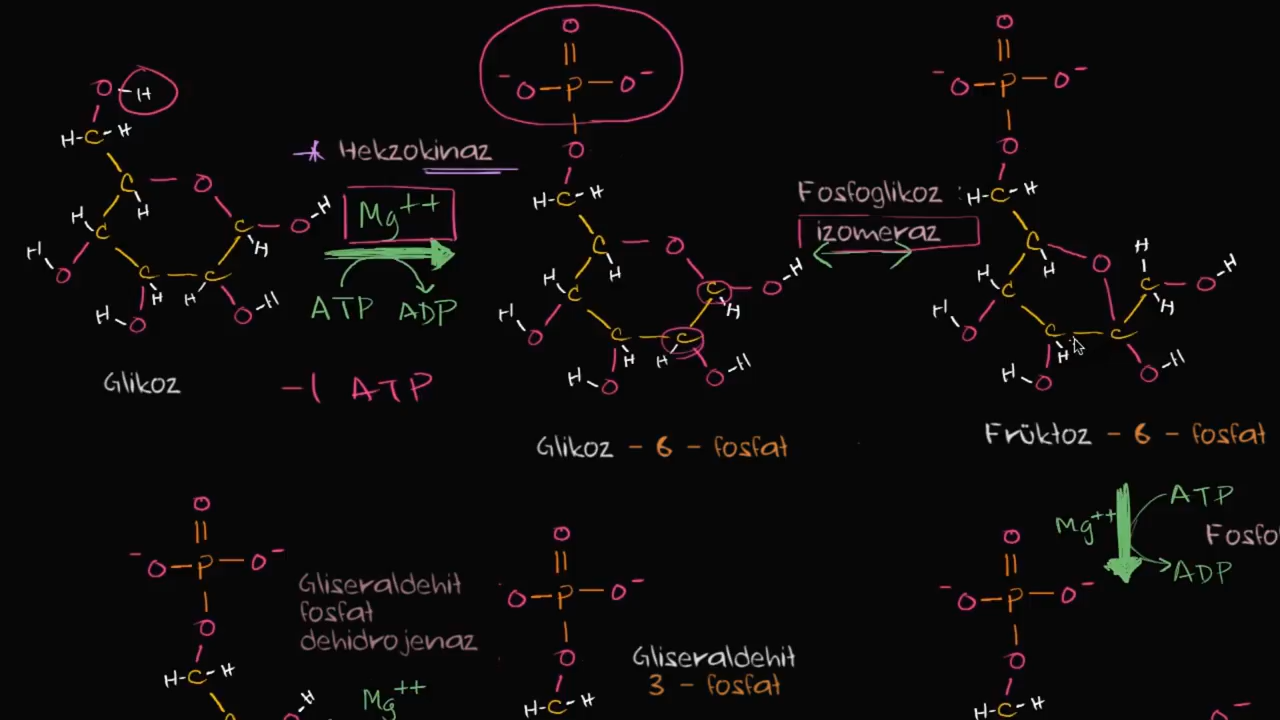 Hekzokinaz
Mg++
ATP ADP
Glikoz
-1 ATP
Glikoz - 6 - fosfat
Fosfoglikoz
izomeraz
Früktoz - 6 - fosfat
Mg++
ATP
ADP
Fosfo
Gliseraldehit
fosfat
dehidrojenaz
Mg++
Gliseraldehit
3 - fosfat